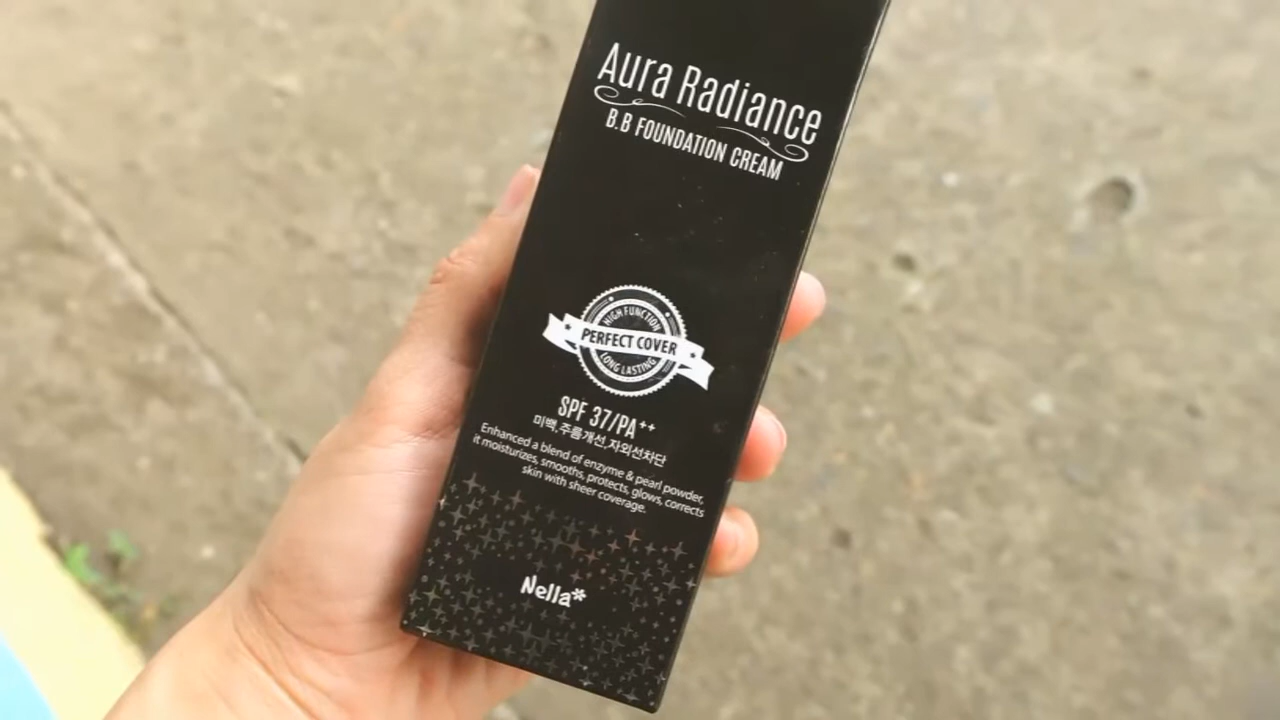 Aura Radiance
B.B FOUNDATION CREAM
HIGH FUNCTION
PERFECT COVER
LONG LASTING
SPF 37/PA++
미백,주름개선,자외선차단
Enhanced a blend of enzyme & pearl powder,
it moisturizes, smooths, protects, glows, corrects
skin with sheer coverage.
Nella*